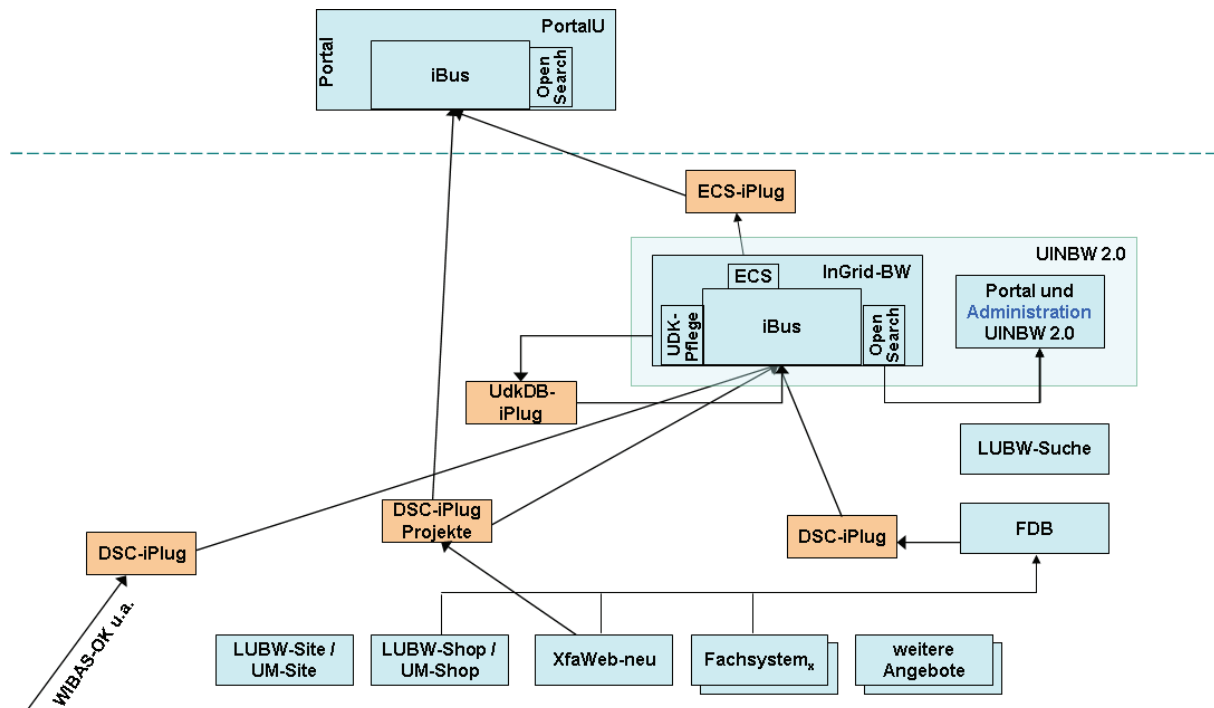 PortalU
Portal
iBus
Open
Search
ECS-iPlug
UINBW 2.0
InGrid-BW
ECS
UDK-
Pflege
iBus
Open
Search
Portal und
Administration
UINBW 2.0
UdkDB-
iPlug
LUBW-Suche
DSC-iPlug
Projekte
DSC-iPlug
DSC-iPlug
FDB
WIBAS-OK u.a.
LUBW-Site /
UM-Site
LUBW-Shop /
UM-Shop
XfaWeb-neu
Fachsystemx
weitere
Angebote